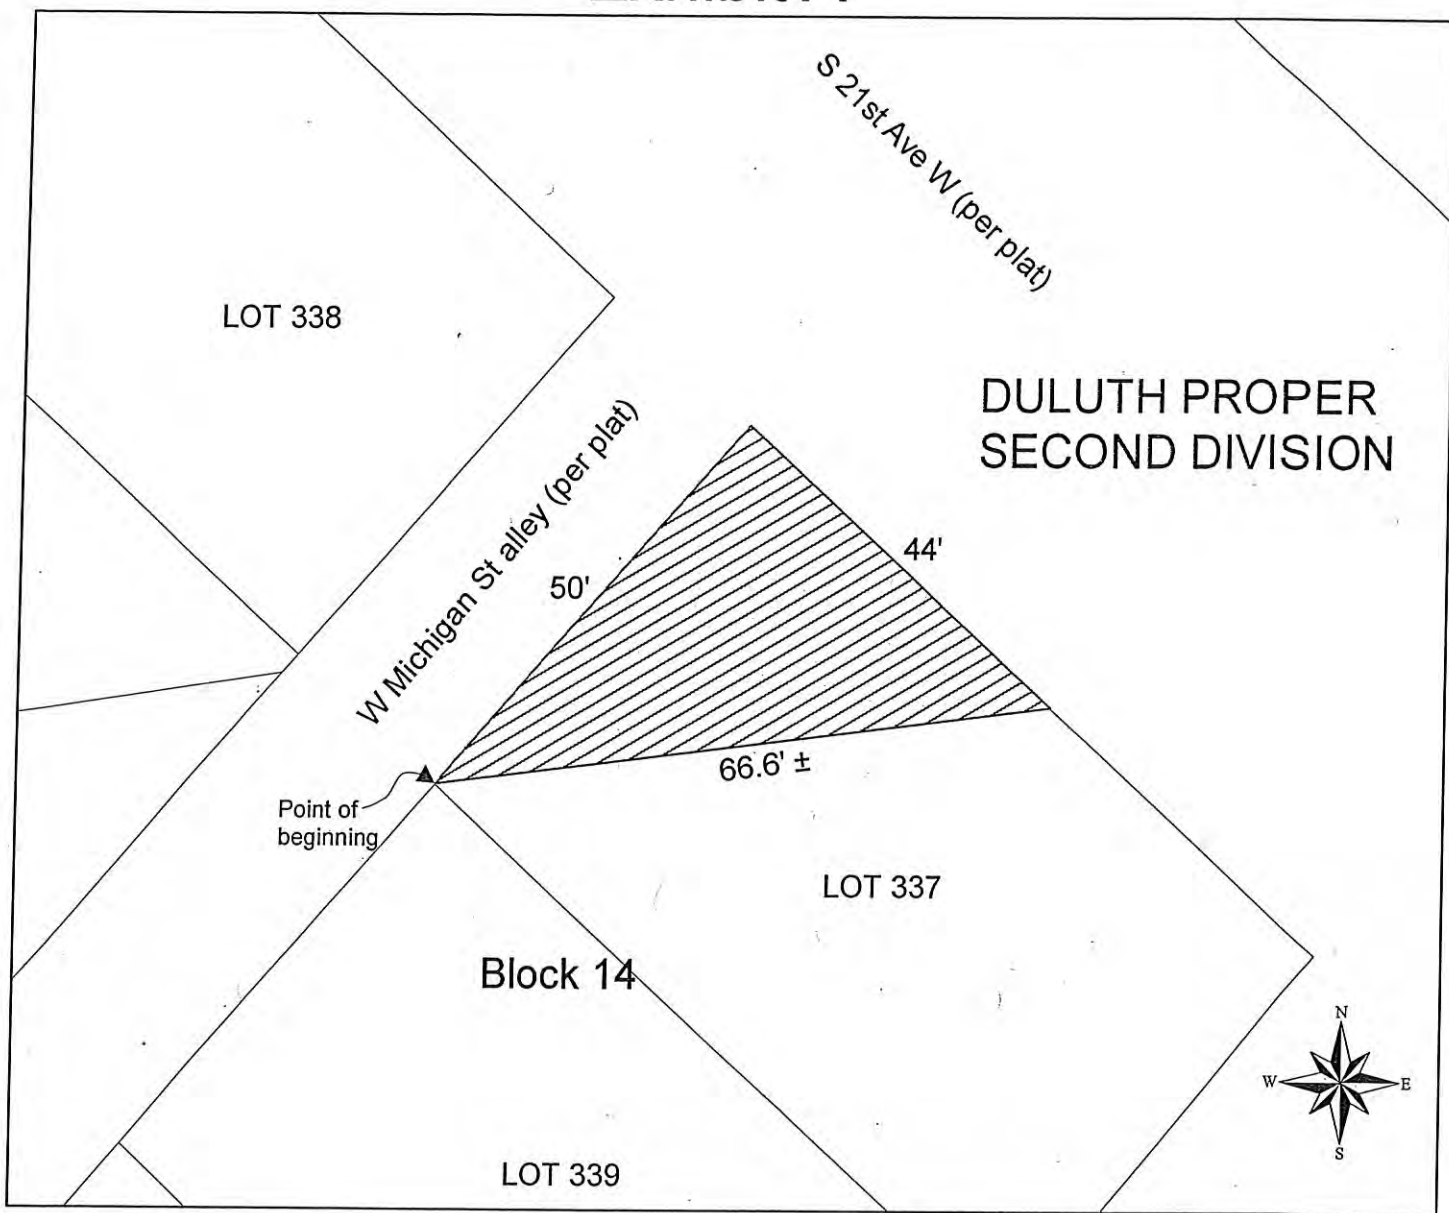 S 21st Ave W (per plat)
LOT 338
DULUTH PROPER
SECOND DIVISION
W Michigan St alley (per plat)
50'
44'
66.6' ±
Point of
beginning
LOT 337
Block 14
LOT 339
N
W
E
S